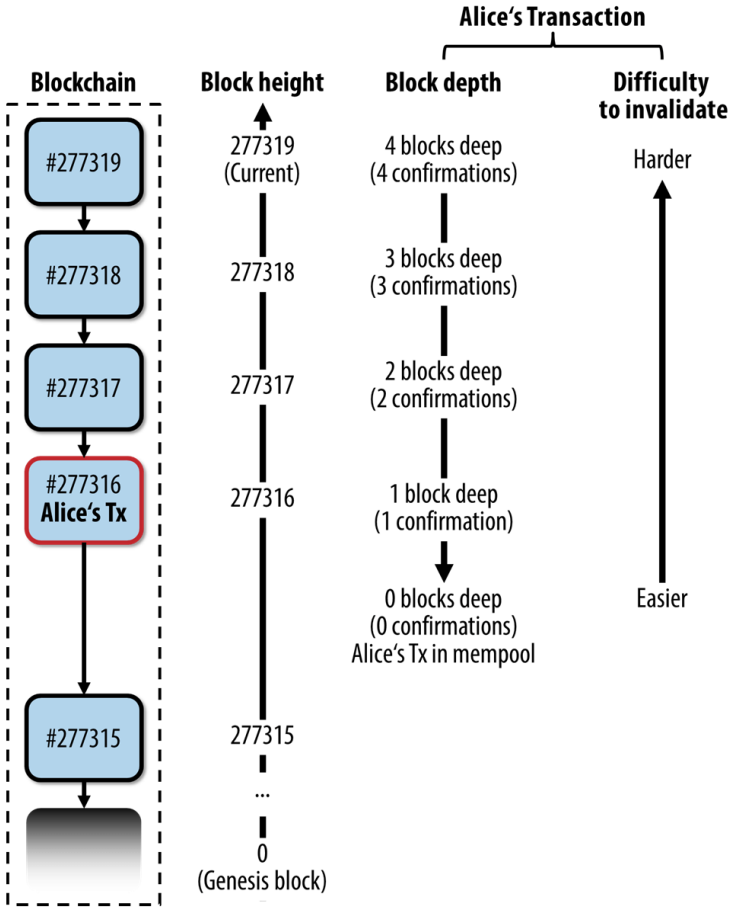 Alice‘s Transaction
Blockchain
Block height
Block depth
Difficulty
to invalidate
#277319
277319
(Current)
4 blocks deep
(4 confirmations)
Harder
#277318
277318
3 blocks deep
(3 confirmations)
#277317
277317
2 blocks deep
(2 confirmations)
#277316
Alice‘s Tx
277316
1 block deep
(1 confirmation)
0 blocks deep
(0 confirmations)
Alice‘s Tx in mempool
Easier
#277315
277315
...
0
(Genesis block)